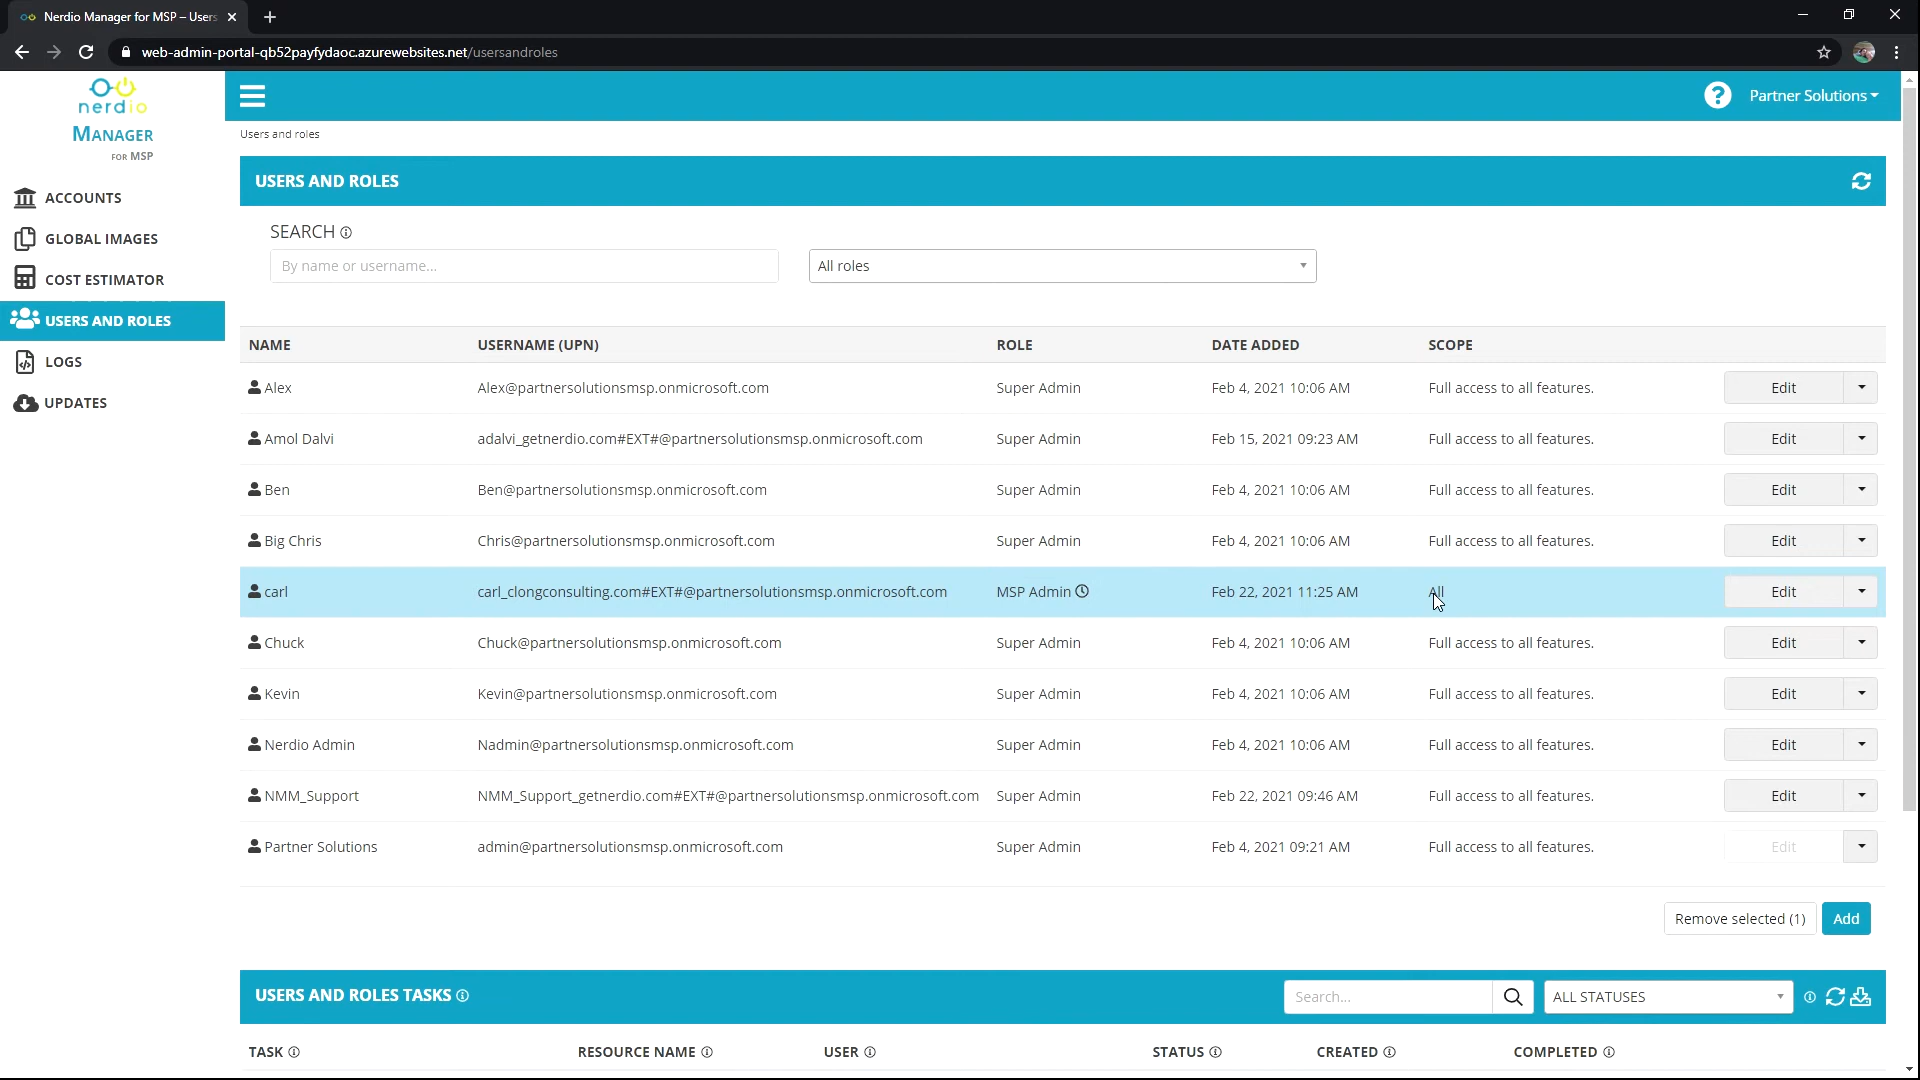 Nerdio Manager for MSP – Users
web-admin-portal-qb52payfydaoc.azurewebsites.net/usersandroles
nerdio
MANAGER
FOR MSP
Partner Solutions
Users and roles
ACCOUNTS
GLOBAL IMAGES
COST ESTIMATOR
USERS AND ROLES
LOGS
UPDATES
USERS AND ROLES
SEARCH
By name or username... All roles
NAME USERNAME (UPN) ROLE DATE ADDED SCOPE
Alex Alex@partnersolutionsmsp.onmicrosoft.com Super Admin Feb 4, 2021 10:06 AM Full access to all features. Edit
Amol Dalvi adalvi_getnerdio.com#EXT#@partnersolutionsmsp.onmicrosoft.com Super Admin Feb 15, 2021 09:23 AM Full access to all features. Edit
Ben Ben@partnersolutionsmsp.onmicrosoft.com Super Admin Feb 4, 2021 10:06 AM Full access to all features. Edit
Big Chris Chris@partnersolutionsmsp.onmicrosoft.com Super Admin Feb 4, 2021 10:06 AM Full access to all features. Edit
carl carl_clongconsulting.com#EXT#@partnersolutionsmsp.onmicrosoft.com MSP Admin Feb 22, 2021 11:25 AM All Edit
Chuck Chuck@partnersolutionsmsp.onmicrosoft.com Super Admin Feb 4, 2021 10:06 AM Full access to all features. Edit
Kevin Kevin@partnersolutionsmsp.onmicrosoft.com Super Admin Feb 4, 2021 10:06 AM Full access to all features. Edit
Nerdio Admin Nadmin@partnersolutionsmsp.onmicrosoft.com Super Admin Feb 4, 2021 10:06 AM Full access to all features. Edit
NMM_Support NMM_Support_getnerdio.com#EXT#@partnersolutionsmsp.onmicrosoft.com Super Admin Feb 22, 2021 09:46 AM Full access to all features. Edit
Partner Solutions admin@partnersolutionsmsp.onmicrosoft.com Super Admin Feb 4, 2021 09:21 AM Full access to all features. Edit
Remove selected (1) Add
USERS AND ROLES TASKS Search... ALL STATUSES
TASK RESOURCE NAME USER STATUS CREATED COMPLETED